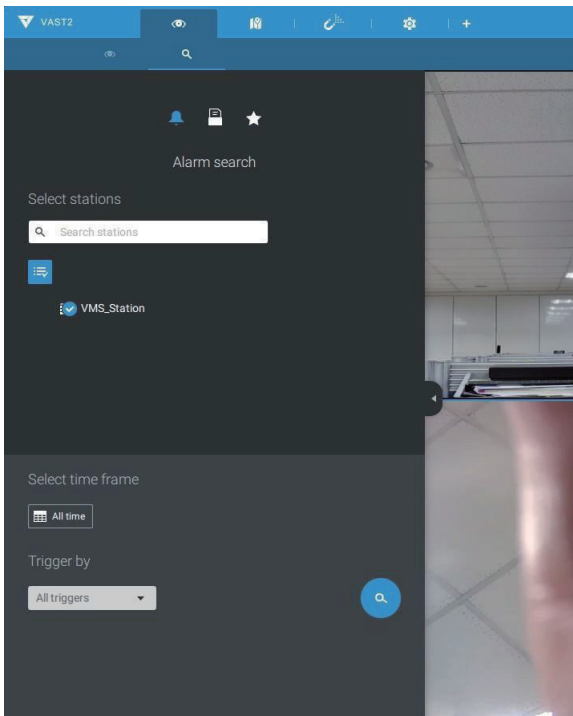 VAST2
Alarm search
Select stations
Search stations
VMS_Station
Select time frame
All time
Trigger by
All triggers